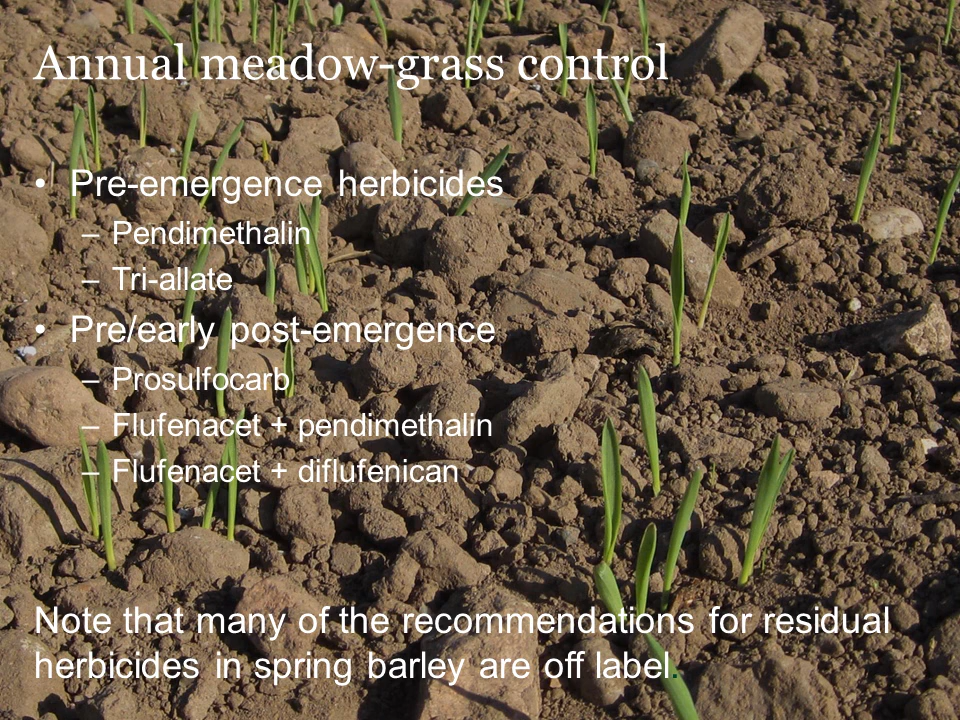 Annual meadow-grass control
• Pre-emergence herbicides
– Pendimethalin
– Tri-allate
• Pre/early post-emergence
– Prosulfocarb
– Flufenacet + pendimethalin
– Flufenacet + diflufenican
Note that many of the recommendations for residual
herbicides in spring barley are off label.